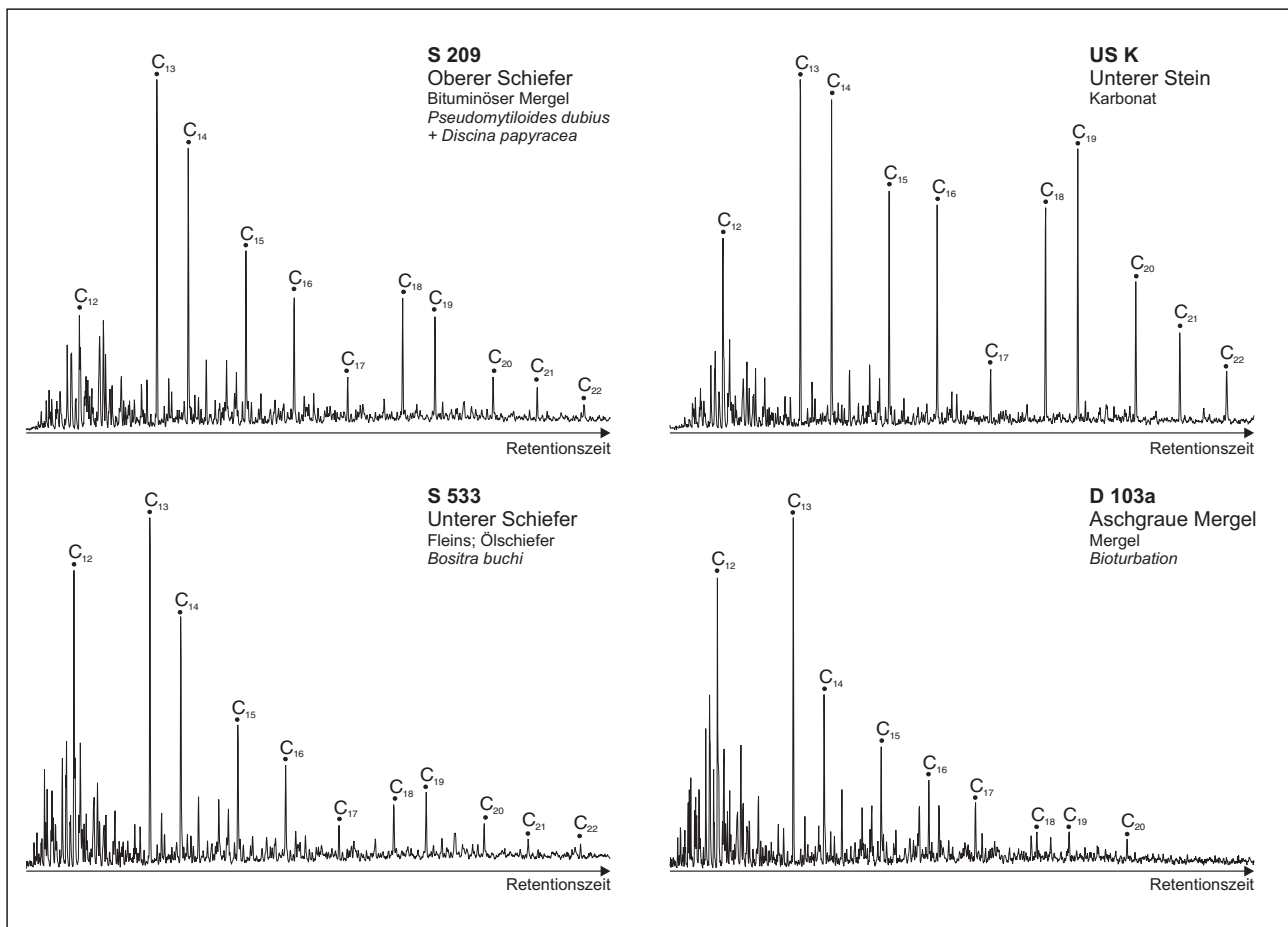 S 209
Oberer Schiefer
Bituminöser Mergel
Pseudomytiloides dubius
+ Discina papyracea
C₁₂
C₁₃
C₁₄
C₁₅
C₁₆
C₁₇
C₁₈
C₁₉
C₂₀
C₂₁
C₂₂
Retentionszeit
US K
Unterer Stein
Karbonat
C₁₂
C₁₃
C₁₄
C₁₅
C₁₆
C₁₇
C₁₈
C₁₉
C₂₀
C₂₁
C₂₂
Retentionszeit
S 533
Unterer Schiefer
Fleins; Ölschiefer
Bositra buchi
C₁₂
C₁₃
C₁₄
C₁₅
C₁₆
C₁₇
C₁₈
C₁₉
C₂₀
C₂₁
C₂₂
Retentionszeit
D 103a
Aschgraue Mergel
Mergel
Bioturbation
C₁₂
C₁₃
C₁₄
C₁₅
C₁₆
C₁₇
C₁₈
C₁₉
C₂₀
Retentionszeit